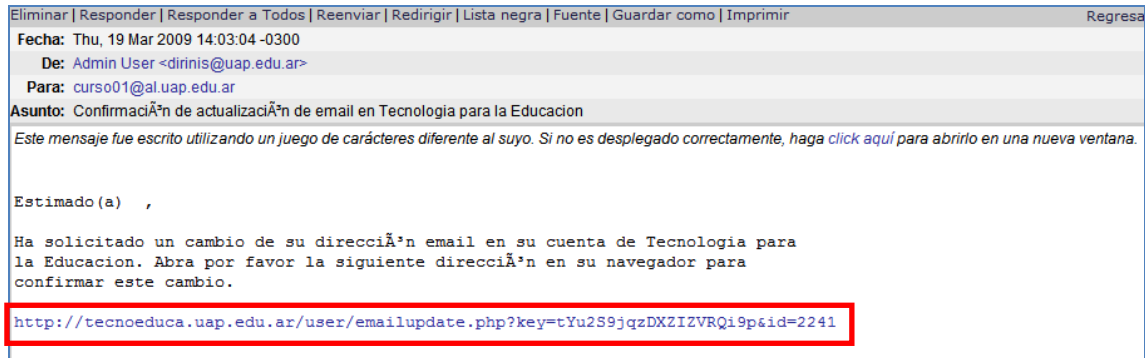 Eliminar | Responder | Responder a Todos | Reenviar | Redirigir | Lista negra | Fuente | Guardar como | Imprimir Regresa
Fecha: Thu, 19 Mar 2009 14:03:04 -0300
De: Admin User <dirinis@uap.edu.ar>
Para: curso01@al.uap.edu.ar
Asunto: ConfirmaciÃ³n de actualizaciÃ³n de email en Tecnologia para la Educacion
Este mensaje fue escrito utilizando un juego de carácteres diferente al suyo. Si no es desplegado correctamente, haga click aquí para abrirlo en una nueva ventana.
Estimado(a) ,
Ha solicitado un cambio de su direcciÃ³n email en su cuenta de Tecnologia para
la Educacion. Abra por favor la siguiente direcciÃ³n en su navegador para
confirmar este cambio.
http://tecnoeduca.uap.edu.ar/user/emailupdate.php?key=tYu2S9jqzDXZIZVRQi9p&id=2241